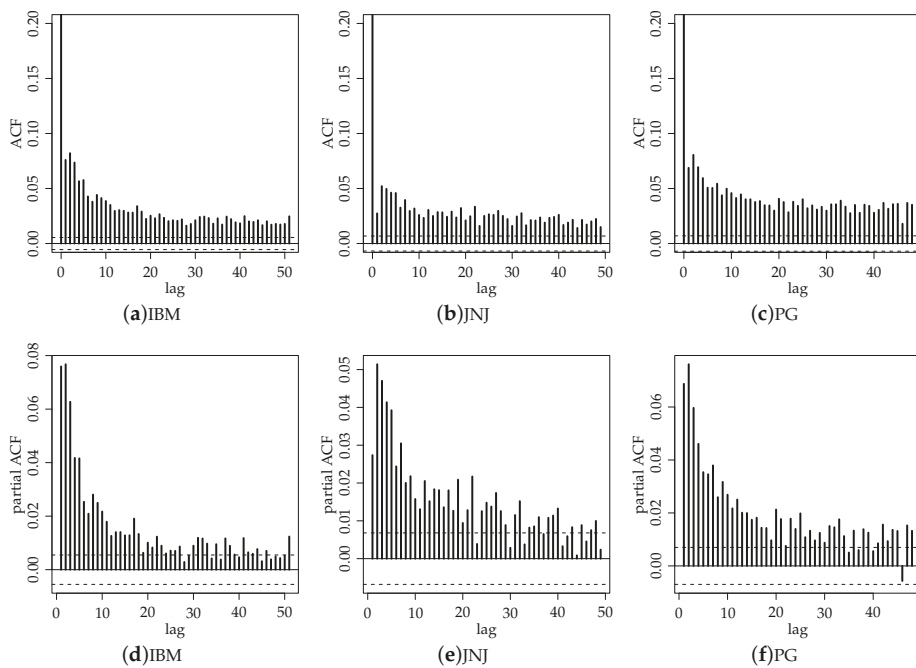 ACF
0.00 0.05 0.10 0.15 0.20
0 10 20 30 40 50
lag
(a)IBM
ACF
0.00 0.05 0.10 0.15 0.20
0 10 20 30 40 50
lag
(b)JNJ
ACF
0.00 0.05 0.10 0.15 0.20
0 10 20 30 40
lag
(c)PG
partial ACF
0.00 0.02 0.04 0.06 0.08
0 10 20 30 40 50
lag
(d)IBM
partial ACF
0.00 0.01 0.02 0.03 0.04 0.05
0 10 20 30 40 50
lag
(e)JNJ
partial ACF
0.00 0.02 0.04 0.06
0 10 20 30 40
lag
(f)PG